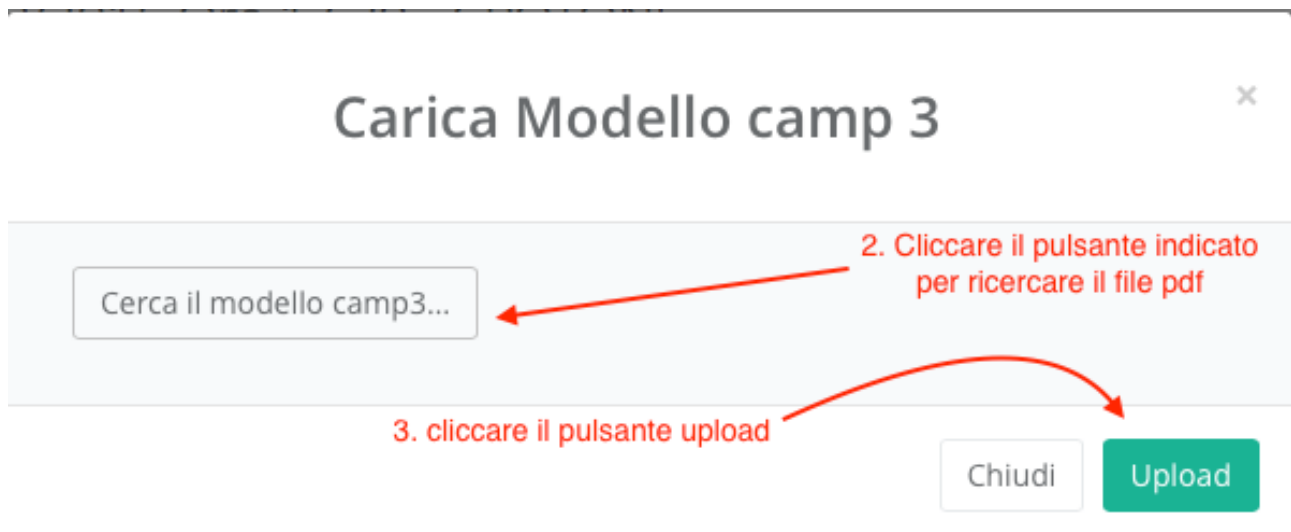 Carica Modello camp 3
×
2. Cliccare il pulsante indicato
per ricercare il file pdf
Cerca il modello camp3...
3. cliccare il pulsante upload
Chiudi
Upload